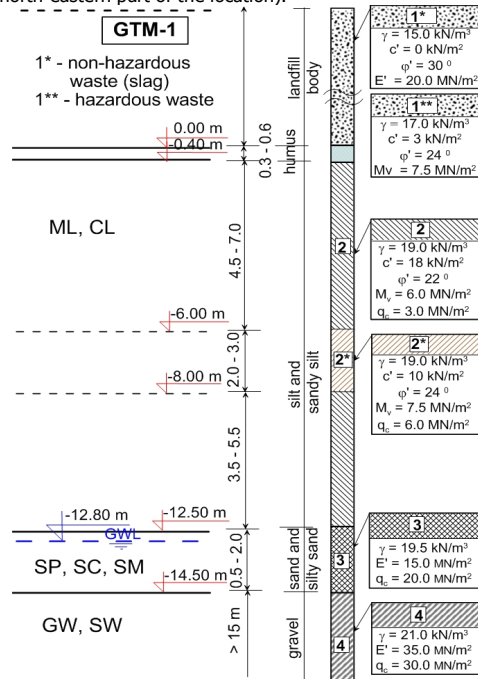 north-eastern part of the location).
GTM-1
1* - non-hazardous
waste (slag)
1** - hazardous waste
0.00 m
-0.40 m
ML, CL
-6.00 m
-8.00 m
-12.80 m
-12.50 m
GWL
SP, SC, SM
-14.50 m
GW, SW
0.3 - 0.6
4.5 - 7.0
2.0 - 3.0
3.5 - 5.5
0.5 - 2.0
> 15 m
landfill
body
humus
silt and
sandy silt
sand and
silty sand
gravel
2
2*
3
4
1*
γ = 15.0 kN/m³
c' = 0 kN/m²
φ' = 30 ⁰
E' = 20.0 MN/m²
1**
γ = 17.0 kN/m³
c' = 3 kN/m²
φ' = 24 ⁰
Mv = 7.5 MN/m²
2
γ = 19.0 kN/m³
c' = 18 kN/m²
φ' = 22 ⁰
Mᵥ = 6.0 MN/m²
q꜀ = 3.0 MN/m²
2*
γ = 19.0 kN/m³
c' = 10 kN/m²
φ' = 24 ⁰
Mᵥ = 7.5 MN/m²
q꜀ = 6.0 MN/m²
3
γ = 19.5 kN/m³
E' = 15.0 MN/m²
q꜀ = 20.0 MN/m²
4
γ = 21.0 kN/m³
E' = 35.0 MN/m²
q꜀ = 30.0 MN/m²